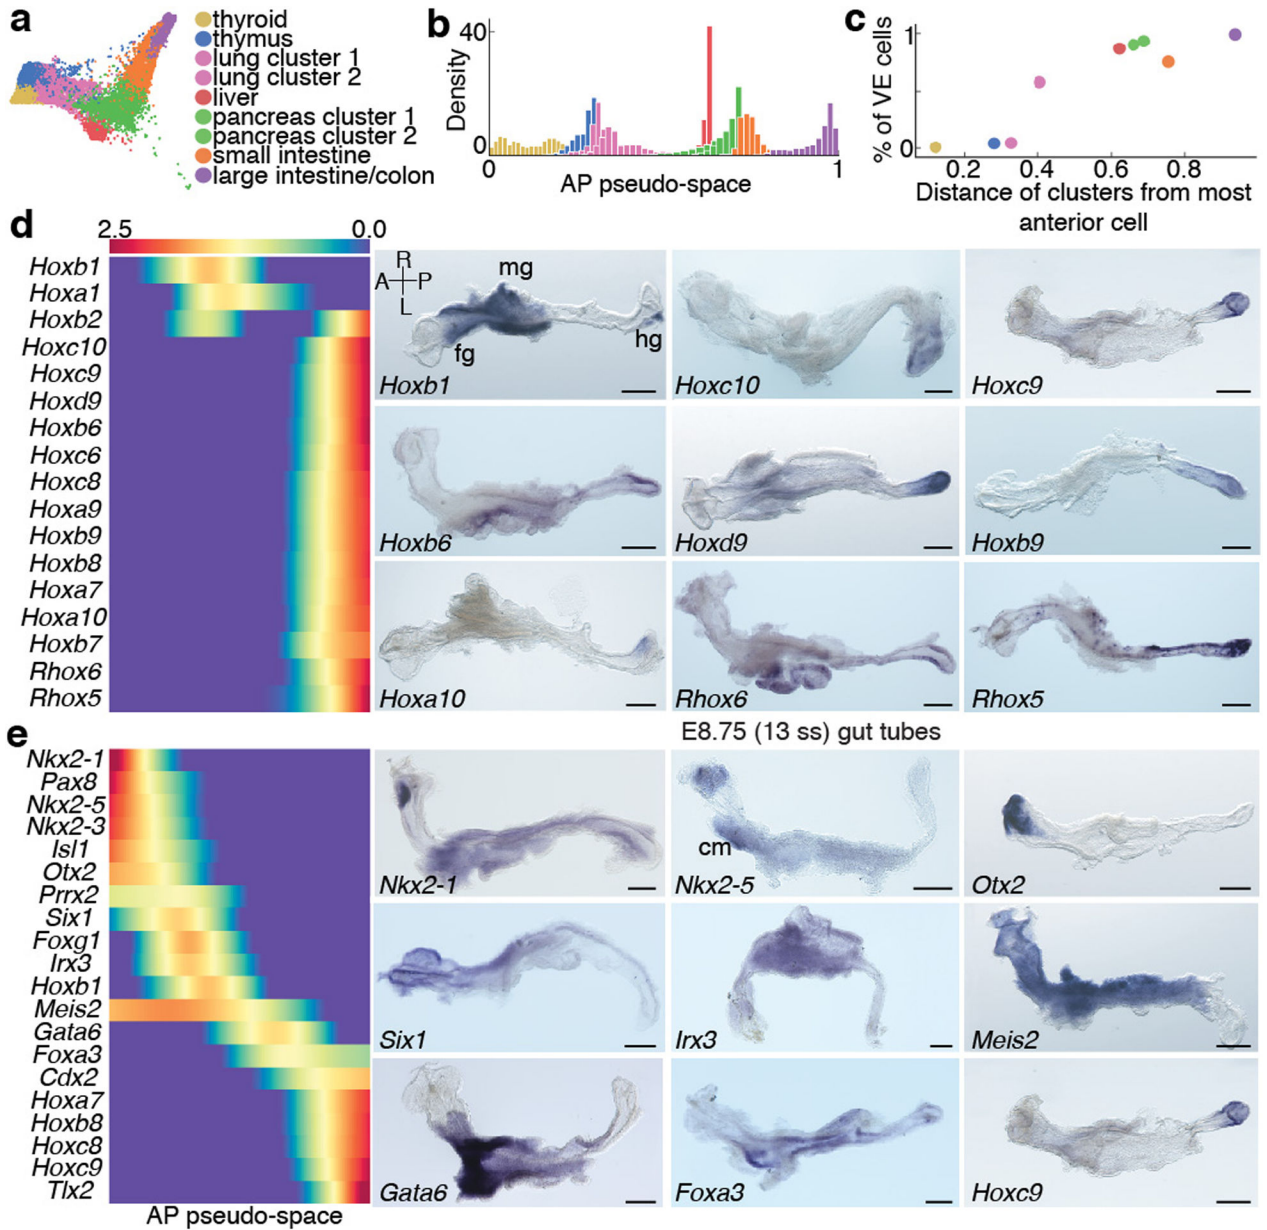 a
thyroid
thymus
lung cluster 1
lung cluster 2
liver
pancreas cluster 1
pancreas cluster 2
small intestine
large intestine/colon
b
40
0
Density
0
1
AP pseudo-space
c
1
0
% of VE cells
0.2 0.4 0.6 0.8
Distance of clusters from most
anterior cell
d
2.5 0.0
Hoxb1
Hoxa1
Hoxb2
Hoxc10
Hoxc9
Hoxd9
Hoxb6
Hoxc6
Hoxc8
Hoxa9
Hoxb9
Hoxb8
Hoxa7
Hoxa10
Hoxb7
Rhox6
Rhox5
R
A P
L
mg
fg
hg
Hoxb1
Hoxc10
Hoxc9
Hoxb6
Hoxd9
Hoxb9
Hoxa10
Rhox6
Rhox5
E8.75 (13 ss) gut tubes
e
Nkx2-1
Pax8
Nkx2-5
Nkx2-3
Isl1
Otx2
Prrx2
Six1
Foxg1
Irx3
Hoxb1
Meis2
Gata6
Foxa3
Cdx2
Hoxa7
Hoxb8
Hoxc8
Hoxc9
Tlx2
AP pseudo-space
Nkx2-1
cm
Nkx2-5
Otx2
Six1
Irx3
Meis2
Gata6
Foxa3
Hoxc9